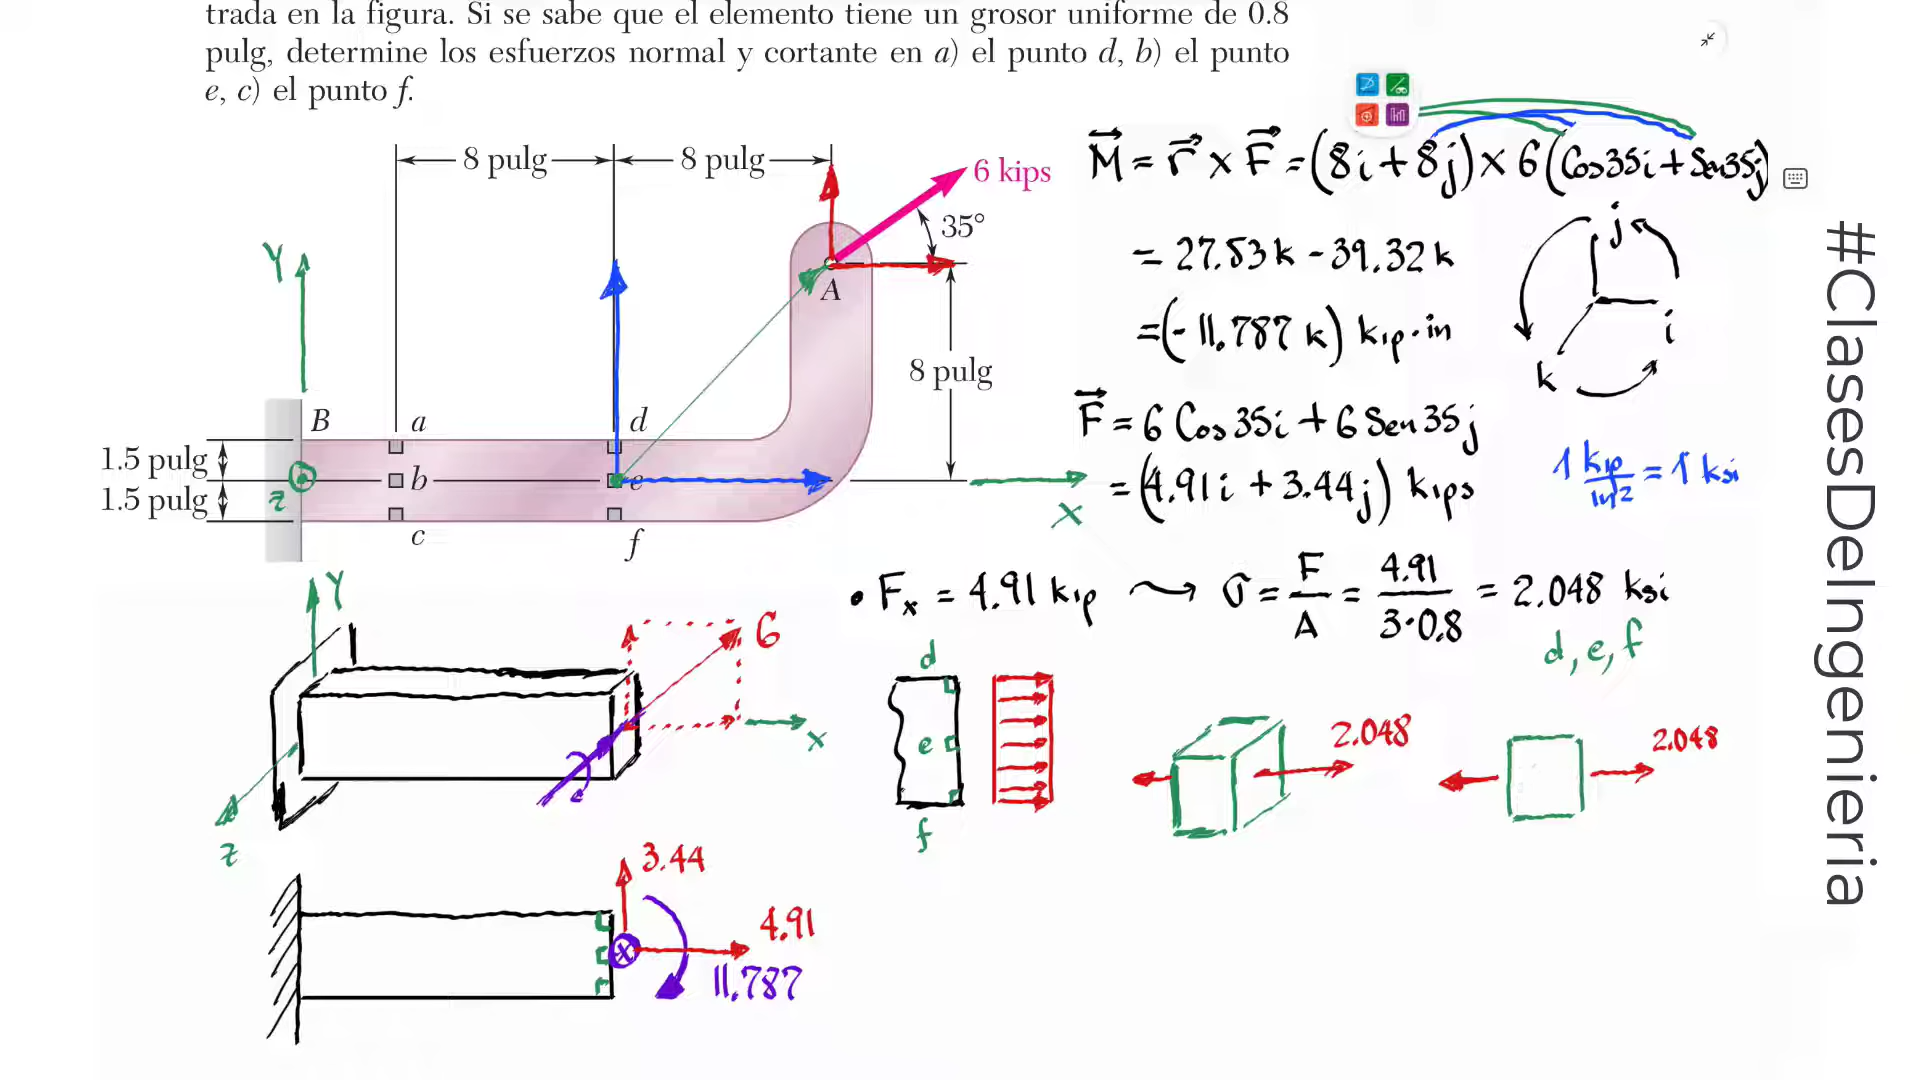 trada en la figura. Si se sabe que el elemento tiene un grosor uniforme de 0.8
pulg, determine los esfuerzos normal y cortante en a) el punto d, b) el punto
e, c) el punto f.
8 pulg
8 pulg
6 kips
35°
A
8 pulg
Y
B
a
d
1.5 pulg
b
e
1.5 pulg
z
c
f
X
M = r x F = (8i + 8j) x 6 (Cos35i + Sen35j)
= 27.53k - 39.32k
= (-11.787 k) kip·in
j
i
k
F = 6 Cos 35i + 6 Sen 35j
= (4.91i + 3.44j) kips
1 kip/in2 = 1 ksi
• Fx = 4.91 kip → σ = F/A = 4.91/3·0.8 = 2.048 ksi
d, e, f
Y
6
x
z
d
e
f
2.048
2.048
3.44
4.91
x
11.787
#ClasesDeIngenieria